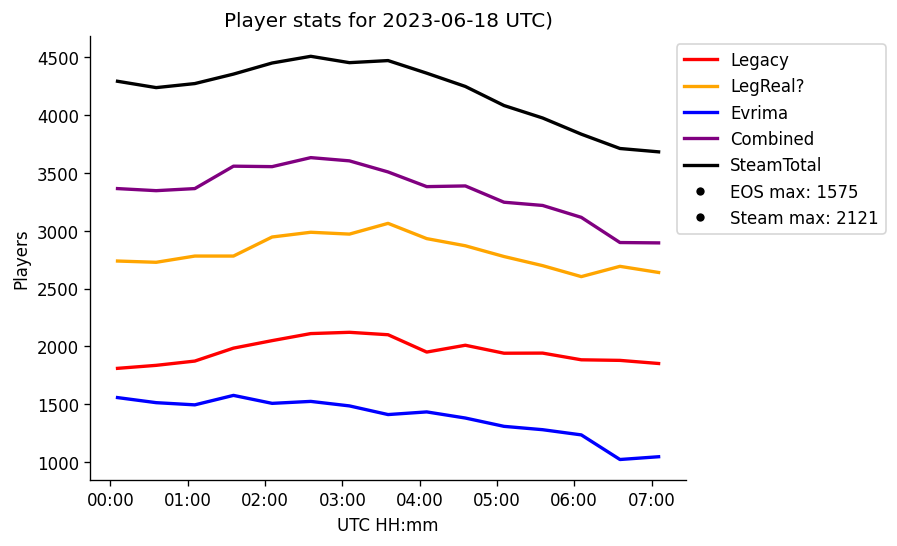 Player stats for 2023-06-18 UTC)
Players
4500
4000
3500
3000
2500
2000
1500
1000
00:00 01:00 02:00 03:00 04:00 05:00 06:00 07:00
UTC HH:mm
Legacy
LegReal?
Evrima
Combined
SteamTotal
EOS max: 1575
Steam max: 2121